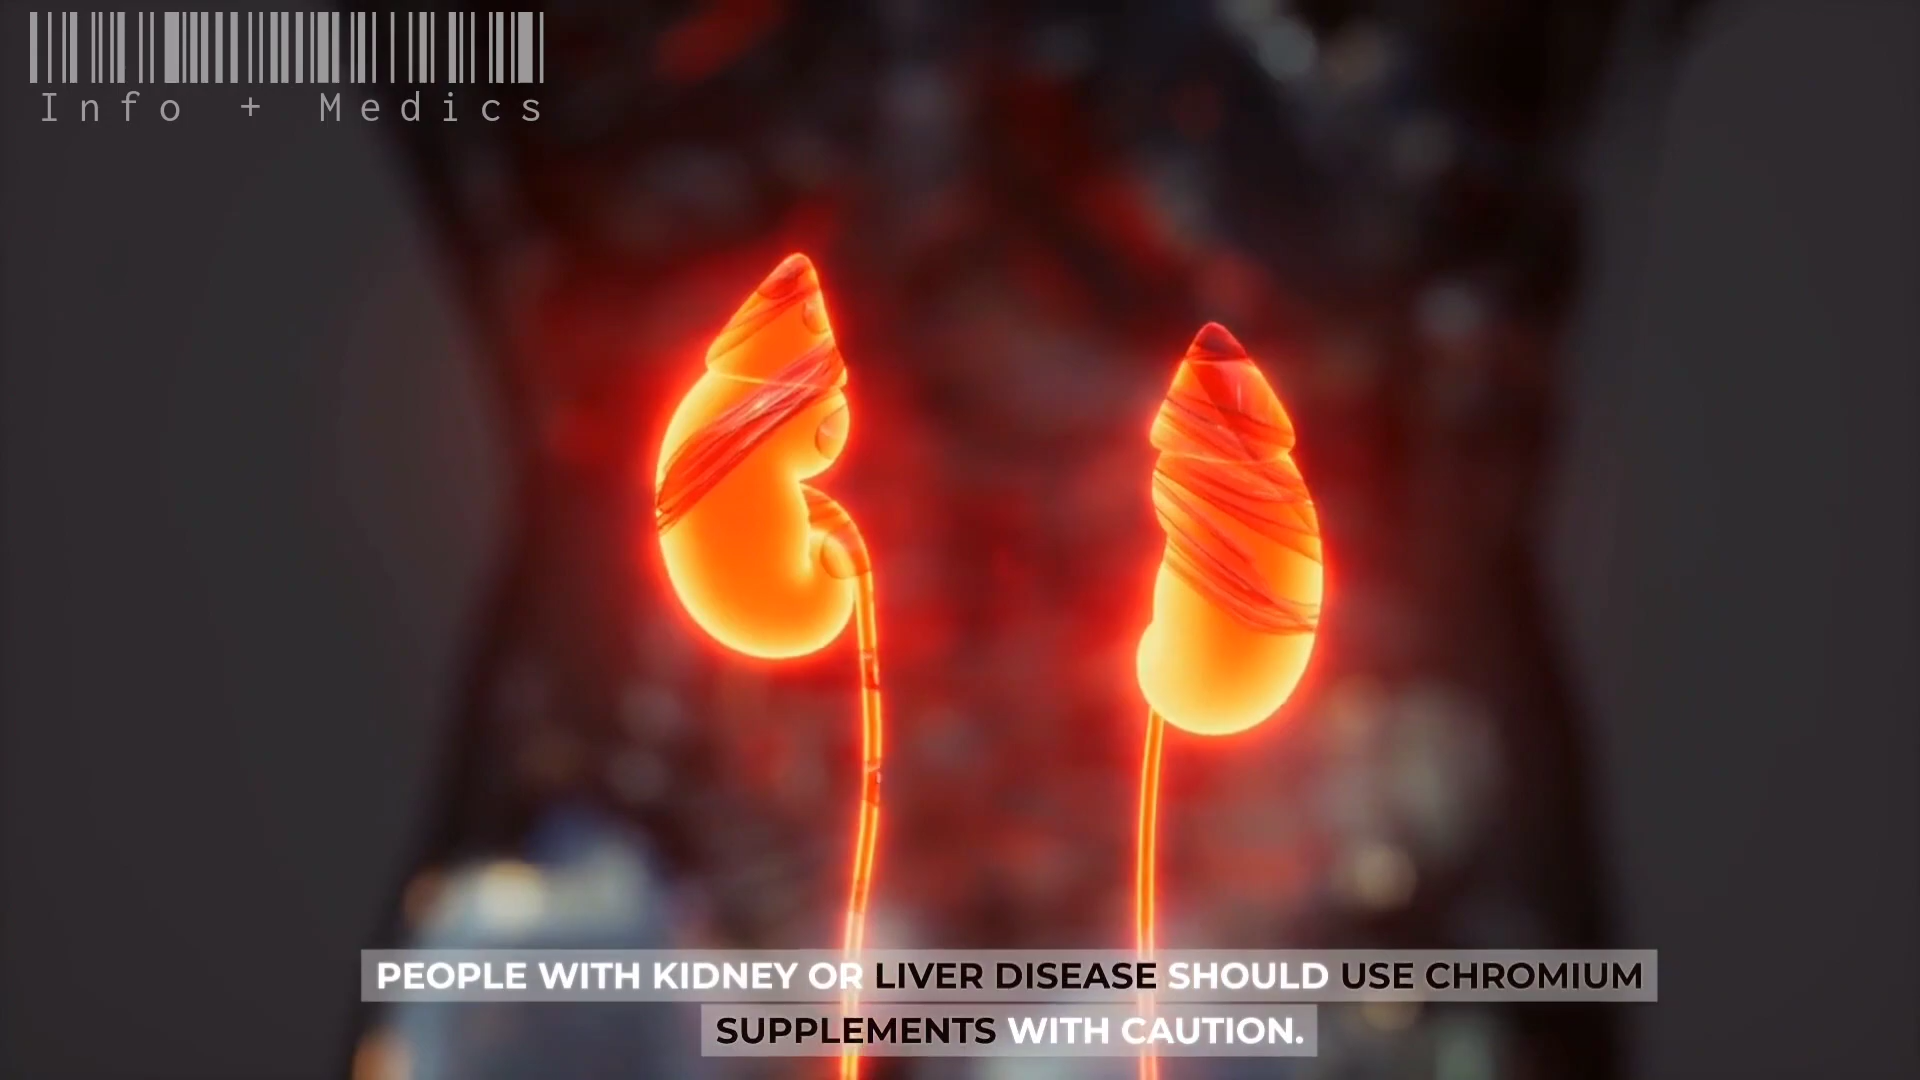 Info + Medics
PEOPLE WITH KIDNEY OR LIVER DISEASE SHOULD USE CHROMIUM
SUPPLEMENTS WITH CAUTION.